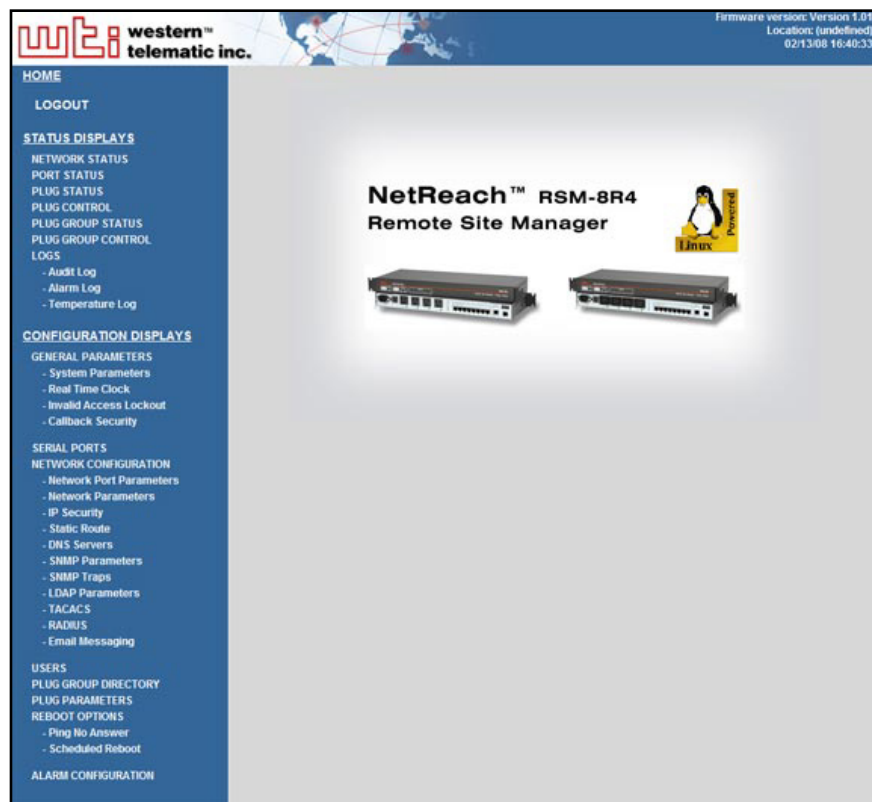 wti western™
telematic inc.
Firmware version: Version 1.01
Location: (undefined)
02/13/08 16:40:33
HOME
LOGOUT
STATUS DISPLAYS
NETWORK STATUS
PORT STATUS
PLUG STATUS
PLUG CONTROL
PLUG GROUP STATUS
PLUG GROUP CONTROL
LOGS
- Audit Log
- Alarm Log
- Temperature Log
CONFIGURATION DISPLAYS
GENERAL PARAMETERS
- System Parameters
- Real Time Clock
- Invalid Access Lockout
- Callback Security
SERIAL PORTS
NETWORK CONFIGURATION
- Network Port Parameters
- Network Parameters
- IP Security
- Static Route
- DNS Servers
- SNMP Parameters
- SNMP Traps
- LDAP Parameters
- TACACS
- RADIUS
- Email Messaging
USERS
PLUG GROUP DIRECTORY
PLUG PARAMETERS
REBOOT OPTIONS
- Ping No Answer
- Scheduled Reboot
ALARM CONFIGURATION
NetReach™ RSM-8R4
Remote Site Manager
Linux
Powered